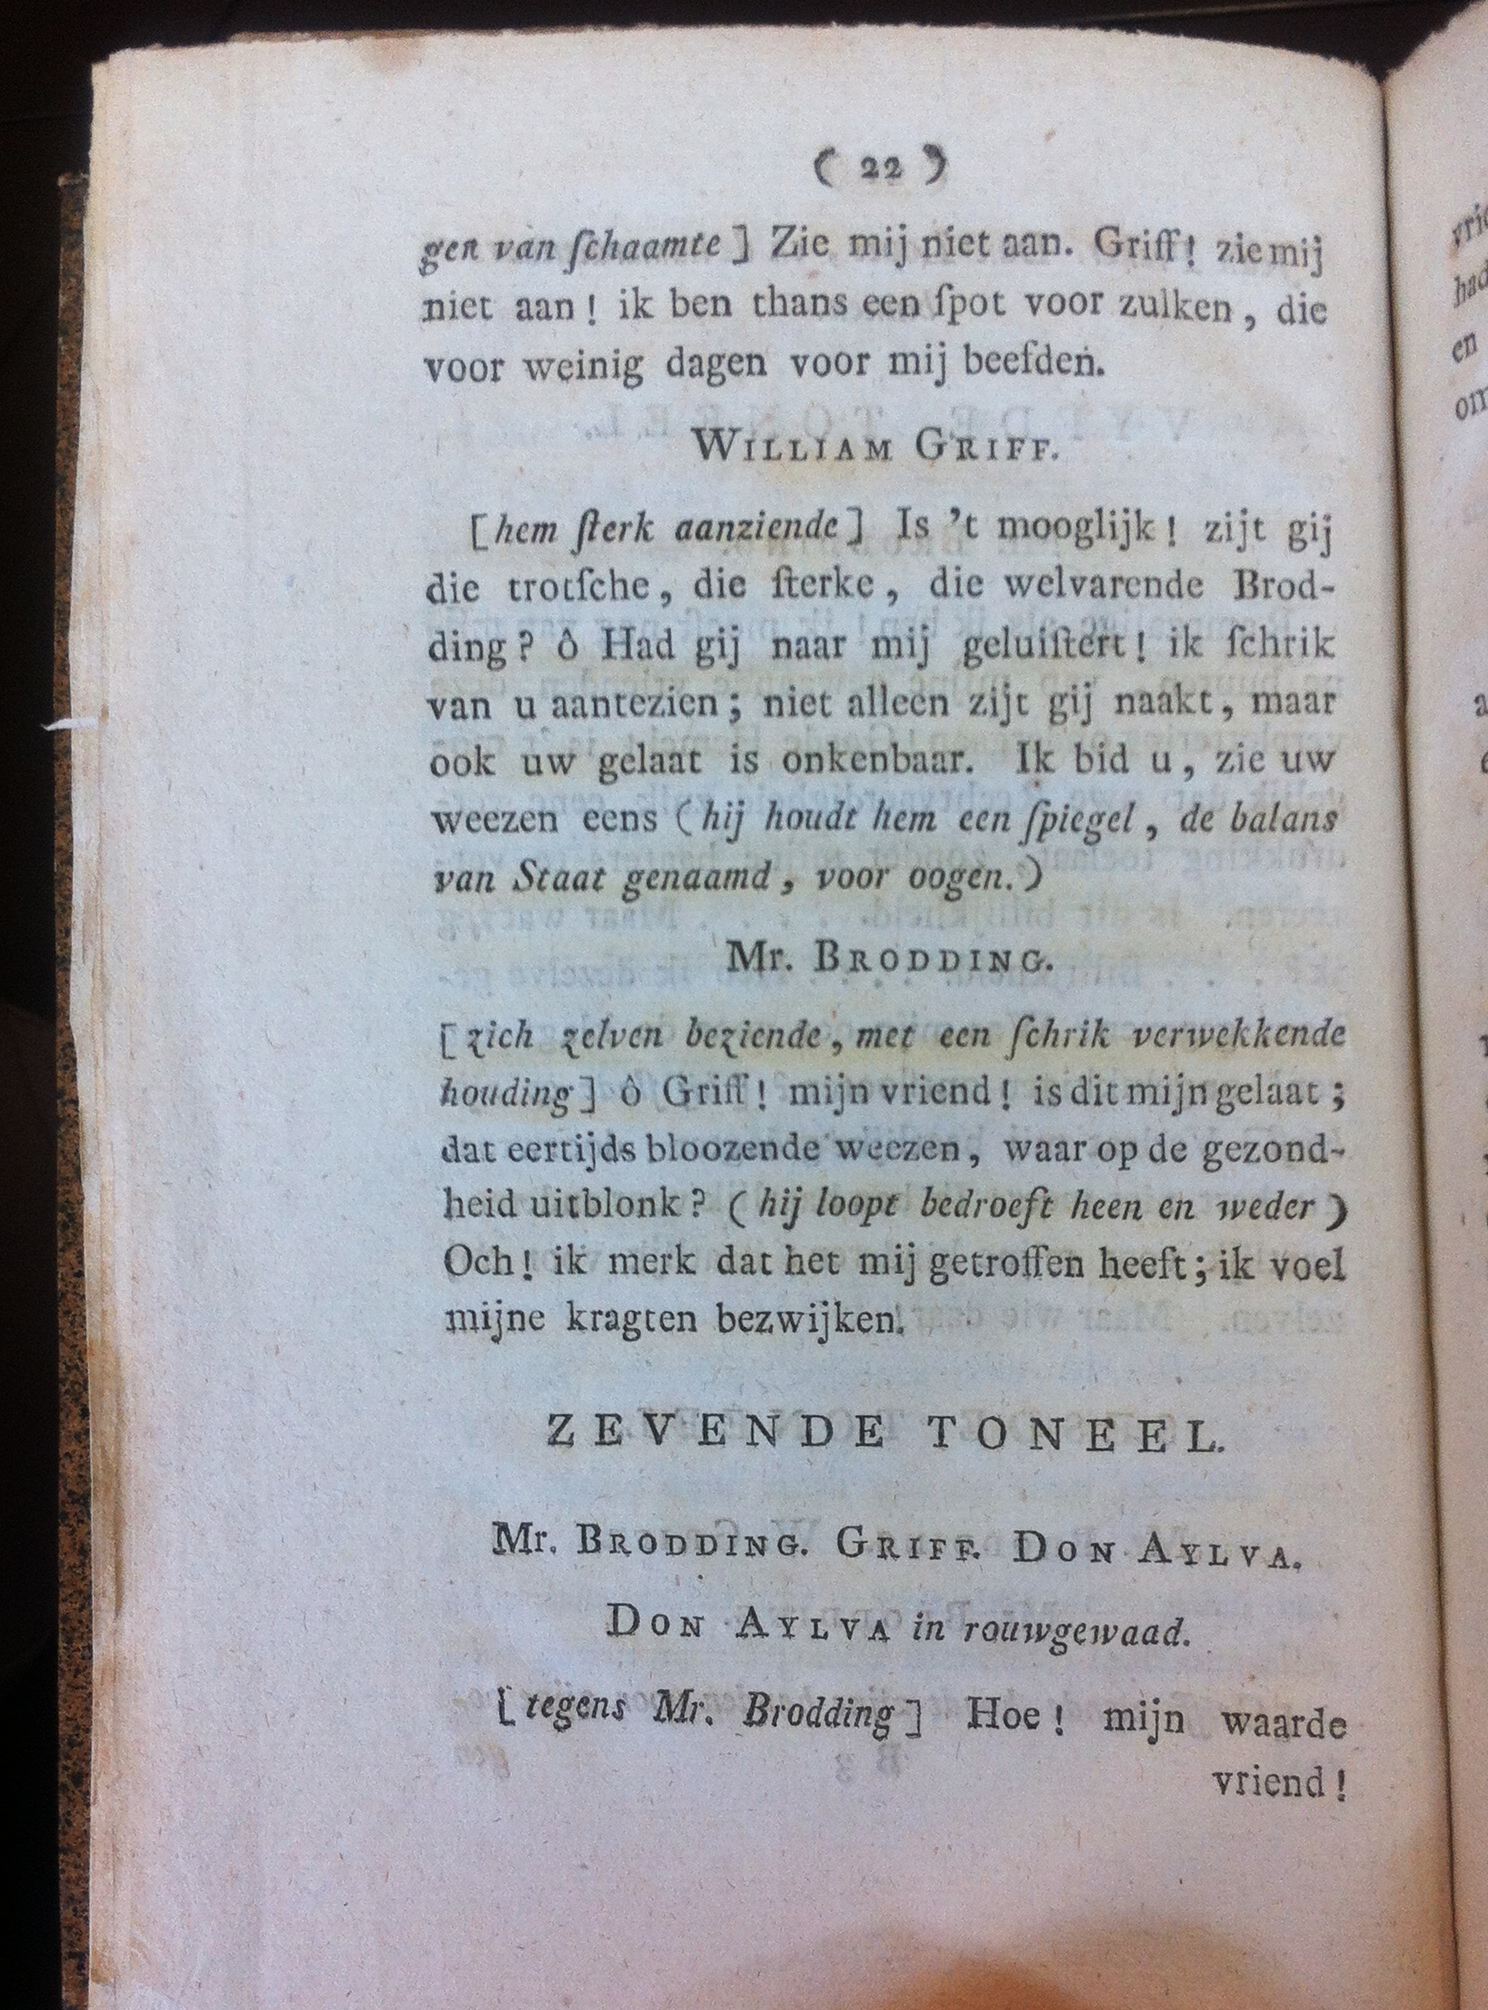 ( 22 )
gen van ſchaamte ] Zie mij niet aan. Griff! zie mij
niet aan! ik ben thans een ſpot voor zulken, die
voor weinig dagen voor mij beefden.
WILLIAM GRIFF.
[ hem ſterk aanziende ] Is 't mooglijk! zijt gij
die trotſche, die ſterke, die welvarende Brod-
ding? ô Had gij naar mij geluiſtert! ik ſchrik
van u aantezien; niet alleen zijt gij naakt, maar
ook uw gelaat is onkenbaar. Ik bid u, zie uw
weezen eens ( hij houdt hem een ſpiegel, de balans
van Staat genaamd, voor oogen. )
Mr. BRODDING.
[ zich zelven beziende, met een ſchrik verwekkende
houding ] ô Griff! mijn vriend! is dit mijn gelaat;
dat eertijds bloozende weezen, waar op de gezond-
heid uitblonk? ( hij loopt bedroeft heen en weder )
Och! ik merk dat het mij getroffen heeft; ik voel
mijne kragten bezwijken.
ZEVENDE TONEEL.
Mr. BRODDING. GRIFF. DON AYLVA.
DON AYLVA in rouwgewaad.
[ tegens Mr. Brodding ] Hoe! mijn waarde
vriend!
vrie
had
en
om